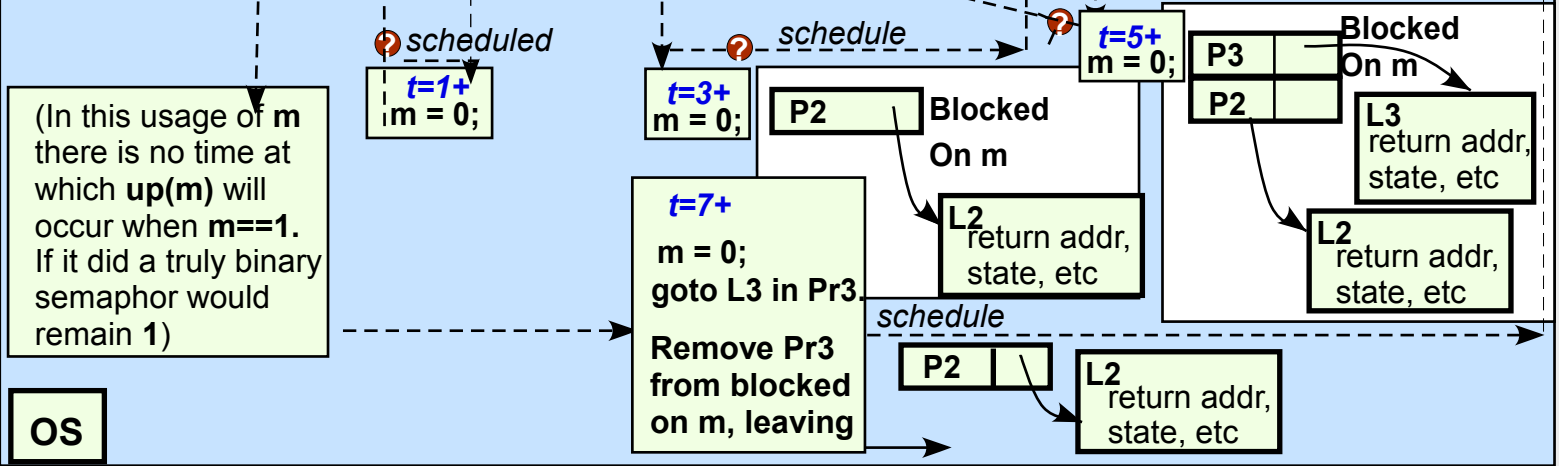 (In this usage of m
there is no time at
which up(m) will
occur when m==1.
If it did a truly binary
semaphor would
remain 1)
OS
? scheduled
t=1+
m = 0;
? schedule
t=3+
m = 0;
P2
Blocked
On m
L2
return addr,
state, etc
t=7+
m = 0;
goto L3 in Pr3.
Remove Pr3
from blocked
on m, leaving
schedule
P2
L2
return addr,
state, etc
?
t=5+
m = 0;
P3
P2
Blocked
On m
L3
return addr,
state, etc
L2
return addr,
state, etc